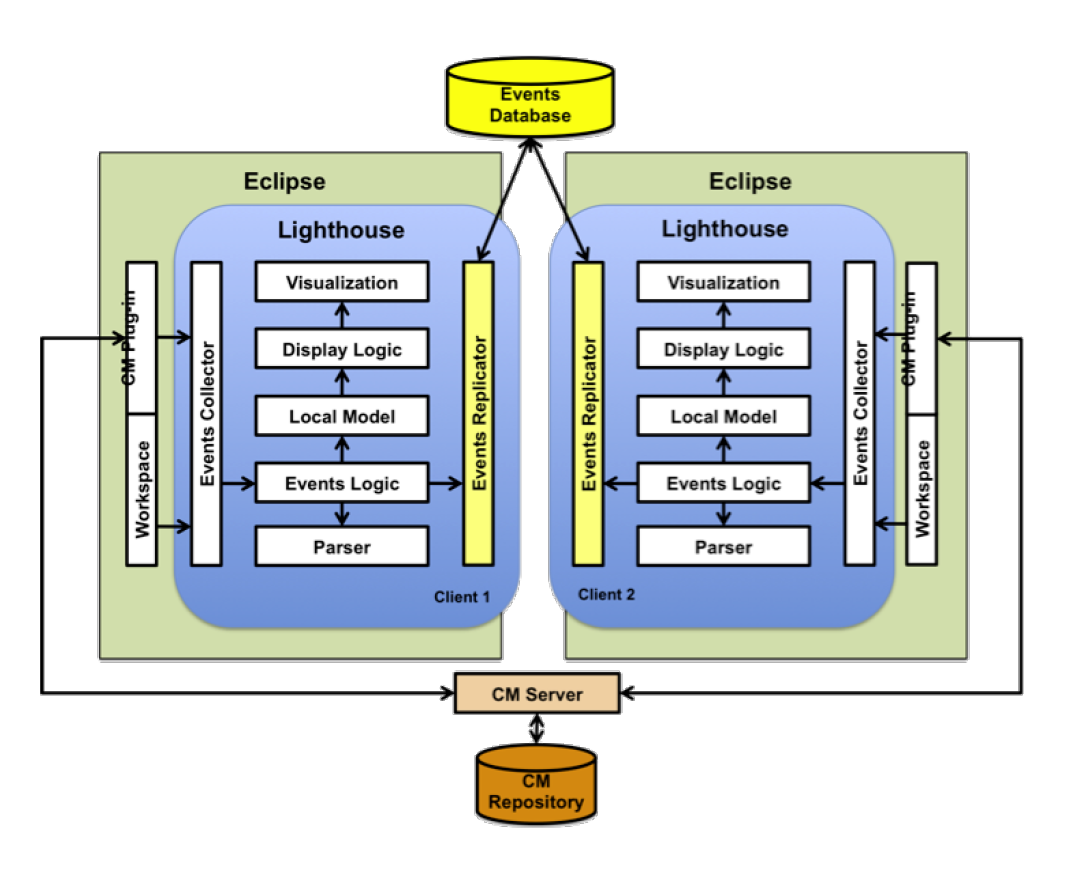 Events
Database
Eclipse
Lighthouse
CM Plug-in
Workspace
Events Collector
Visualization
Display Logic
Local Model
Events Logic
Parser
Events Replicator
Client 1
Eclipse
Lighthouse
Events Replicator
Visualization
Display Logic
Local Model
Events Logic
Parser
Events Collector
CM Plug-in
Workspace
Client 2
CM Server
CM
Repository